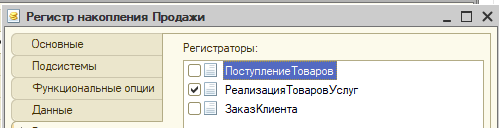 Регистр накопления Продажи
Основные
Подсистемы
Функциональные опции
Данные
Регистраторы:
ПоступлениеТоваров
РеализацияТоваровУслуг
ЗаказКлиента